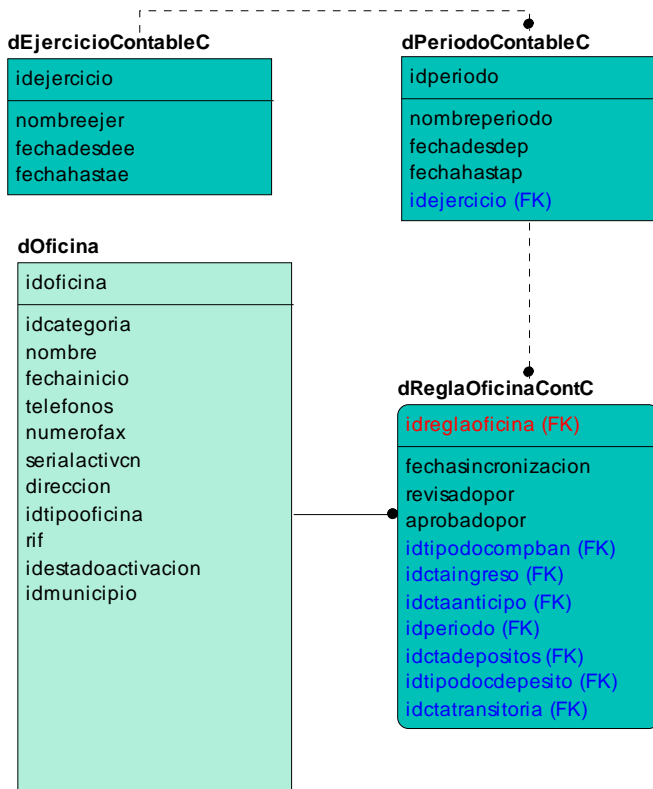 dEjercicioContableC
idejercicio
nombreejer
fechadesdee
fechahastae
dPeriodoContableC
idperiodo
nombreperiodo
fechadesdep
fechahastap
idejercicio (FK)
dOficina
idoficina
idcategoria
nombre
fechainicio
telefonos
numerofax
serialactivcn
direccion
idtipooficina
rif
idestadoactivacion
idmunicipio
dReglaOficinaContC
idreglaoficina (FK)
fechasincronizacion
revisadopor
aprobadopor
idtipodocompban (FK)
idctaingreso (FK)
idctaanticipo (FK)
idperiodo (FK)
idctadepositos (FK)
idtipodocdepesito (FK)
idctatransitoria (FK)